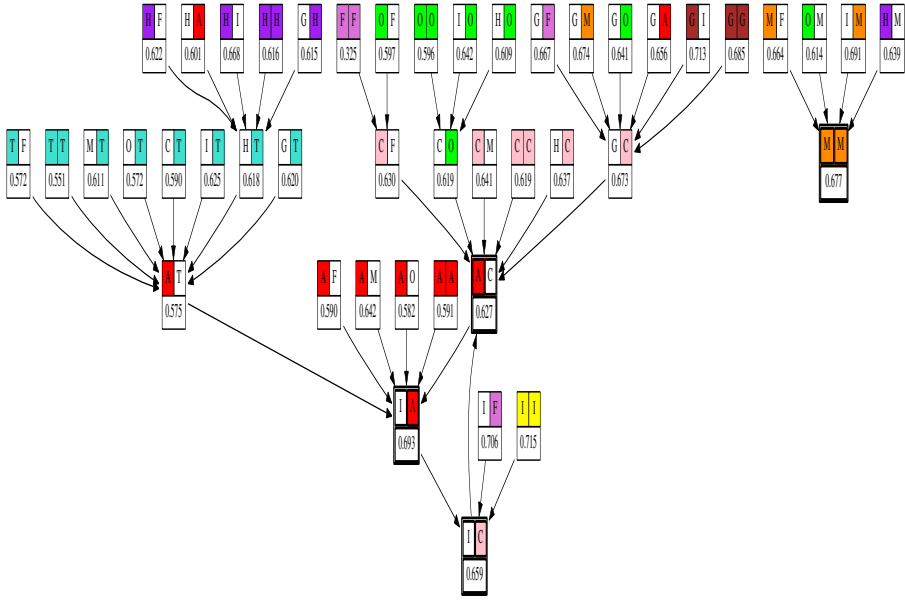 H F H A H I H H G H F F O F O O I O H O G F G M G O G A G I G G M F O M I M H M
0.622 0.601 0.668 0.616 0.615 0.325 0.597 0.596 0.642 0.609 0.667 0.674 0.641 0.656 0.713 0.685 0.664 0.614 0.691 0.639
T F T T M T O T C T I T H T G T C F C O C M C C H C G C M M
0.572 0.551 0.611 0.572 0.590 0.625 0.618 0.620 0.630 0.619 0.641 0.619 0.637 0.673 0.677
A T A F A M A O A A A C
0.575 0.590 0.642 0.582 0.591 0.627
I A I F I I
0.693 0.706 0.715
I C
0.659